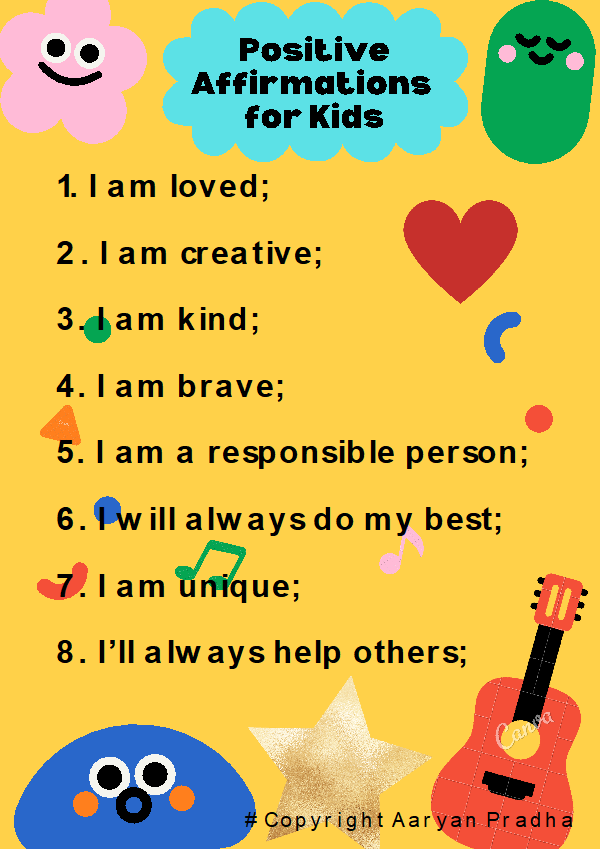 Positive
Affirmations
for Kids
1. I am loved;
2. I am creative;
3. I am kind;
4. I am brave;
5. I am a responsible person;
6. I will always do my best;
7. I am unique;
8. I’ll always help others;
Canva
#Copyright Aaryan Pradha